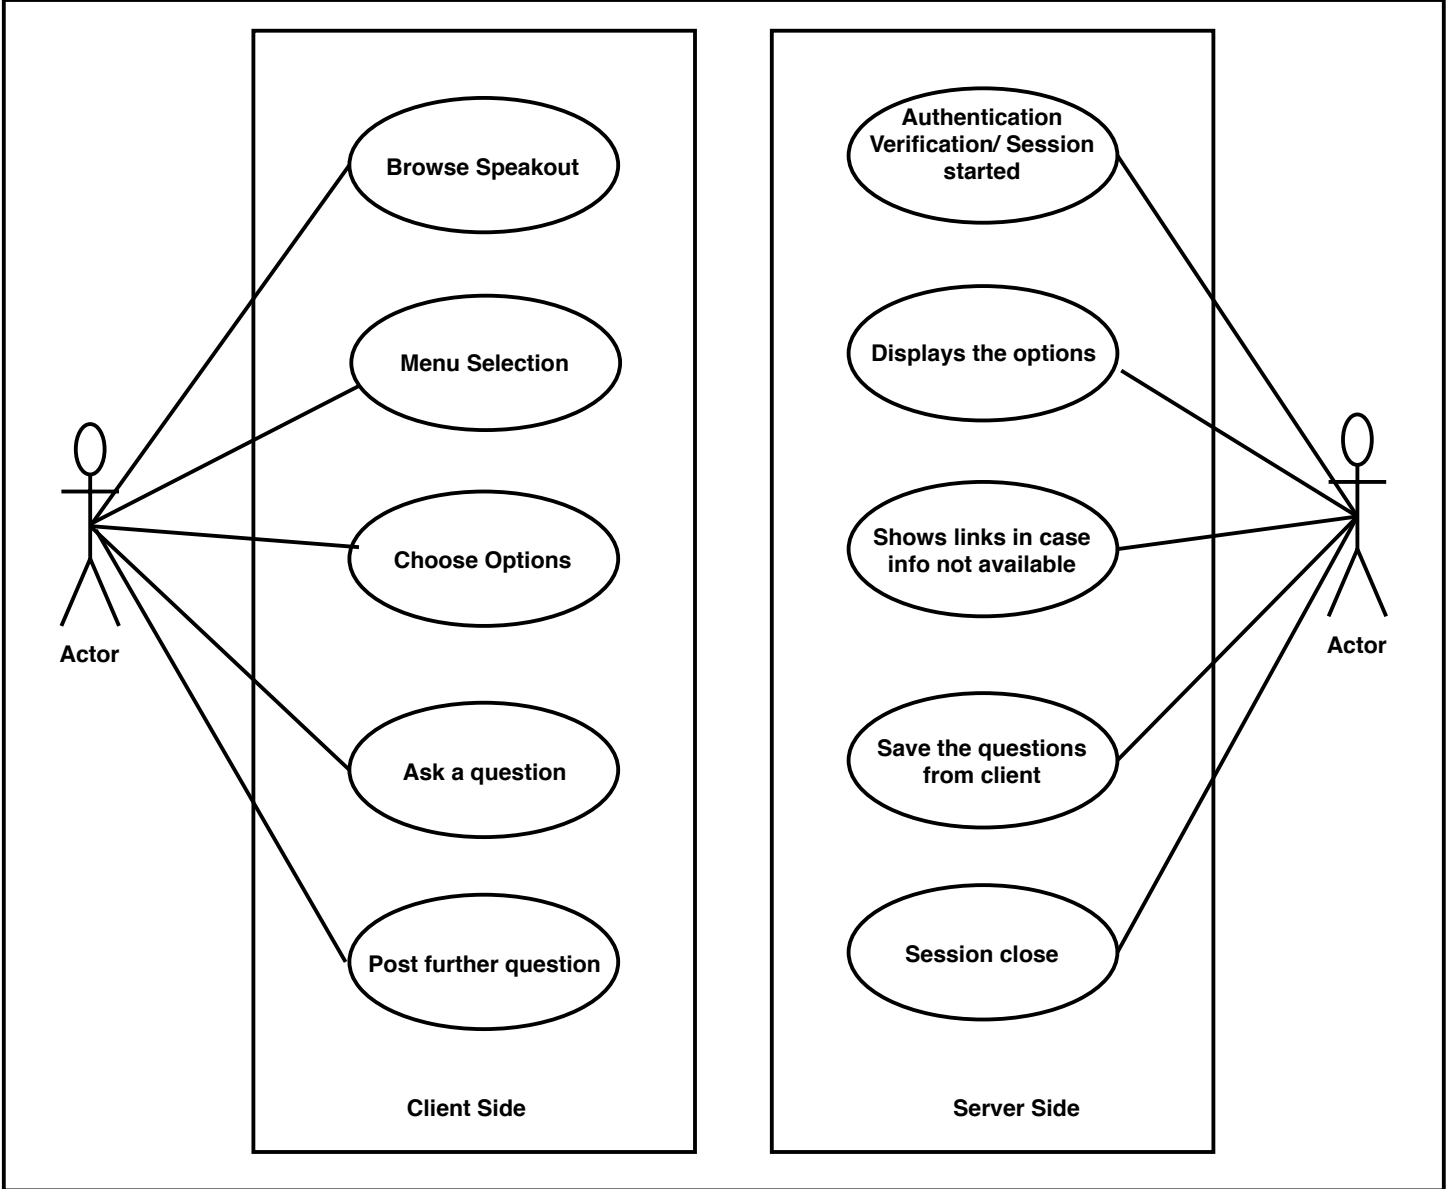 Browse Speakout
Menu Selection
Choose Options
Ask a question
Post further question
Client Side
Actor
Authentication
Verification/ Session
started
Displays the options
Shows links in case
info not available
Save the questions
from client
Session close
Server Side
Actor